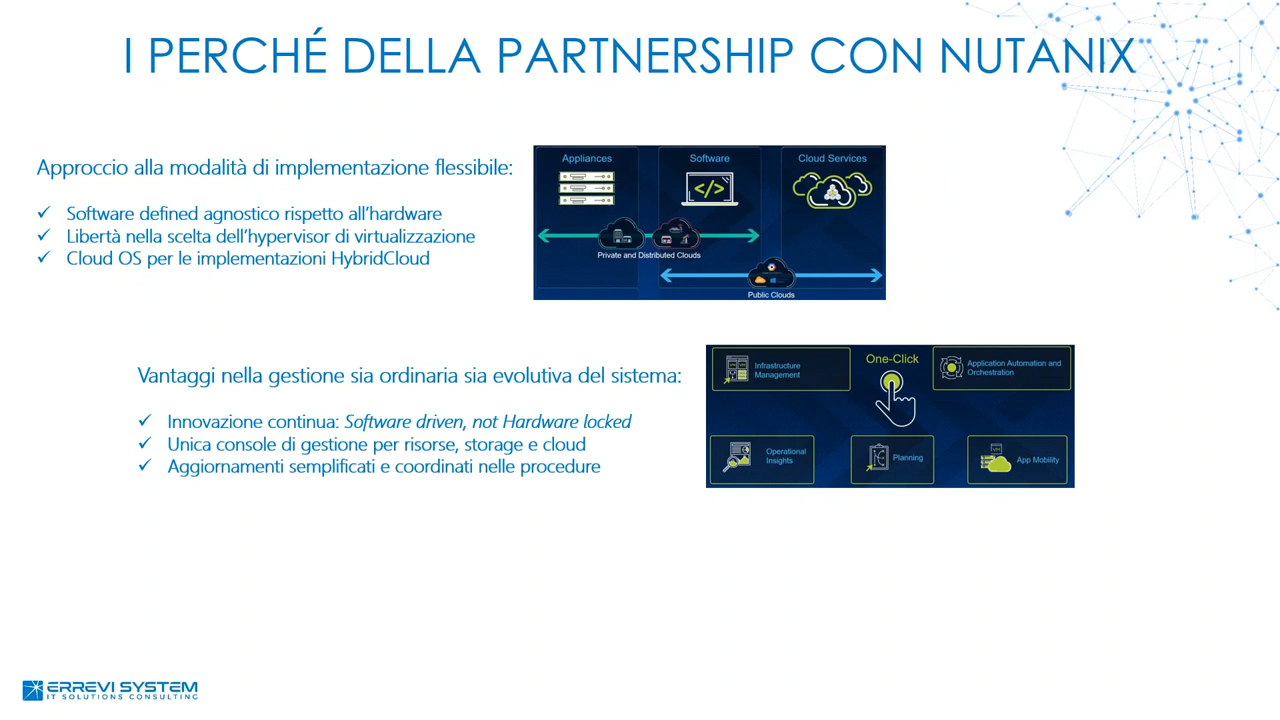 I PERCHÉ DELLA PARTNERSHIP CON NUTANIX
Approccio alla modalità di implementazione flessibile:
✓ Software defined agnostico rispetto all'hardware
✓ Libertà nella scelta dell'hypervisor di virtualizzazione
✓ Cloud OS per le implementazioni HybridCloud
Appliances
Software
Cloud Services
</>
Private and Distributed Clouds
Public Clouds
Vantaggi nella gestione sia ordinaria sia evolutiva del sistema:
✓ Innovazione continua: Software driven, not Hardware locked
✓ Unica console di gestione per risorse, storage e cloud
✓ Aggiornamenti semplificati e coordinati nelle procedure
Infrastructure
Management
One-Click
Application Automation and
Orchestration
Operational
Insights
Planning
App Mobility
ERREVI SYSTEM
IT SOLUTIONS CONSULTING